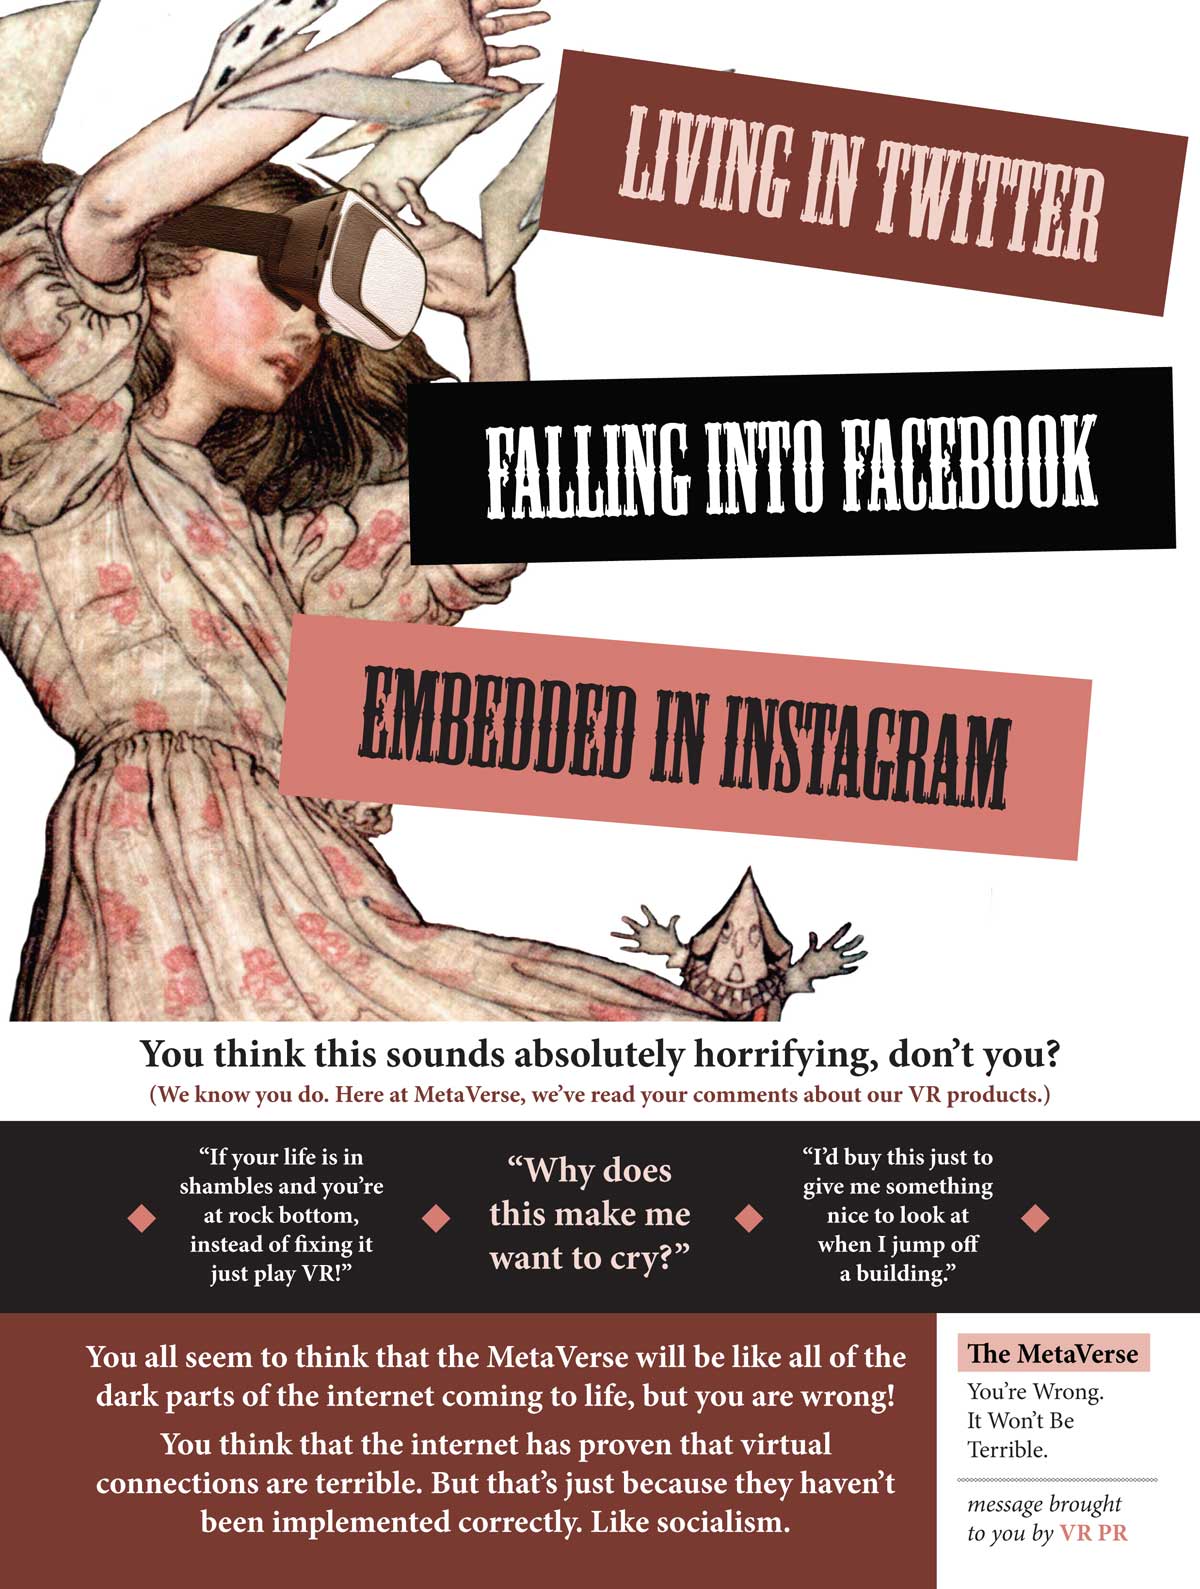 LIVING IN TWITTER
FALLING INTO FACEBOOK
EMBEDDED IN INSTAGRAM
You think this sounds absolutely horrifying, don’t you?
(We know you do. Here at MetaVerse, we’ve read your comments about our VR products.)
“If your life is in
shambles and you’re
at rock bottom,
instead of fixing it
just play VR!”
“Why does
this make me
want to cry?”
“I’d buy this just to
give me something
nice to look at
when I jump off
a building.”
You all seem to think that the MetaVerse will be like all of the
dark parts of the internet coming to life, but you are wrong!
You think that the internet has proven that virtual
connections are terrible. But that’s just because they haven’t
been implemented correctly. Like socialism.
The MetaVerse
You’re Wrong.
It Won’t Be
Terrible.
message brought
to you by VR PR